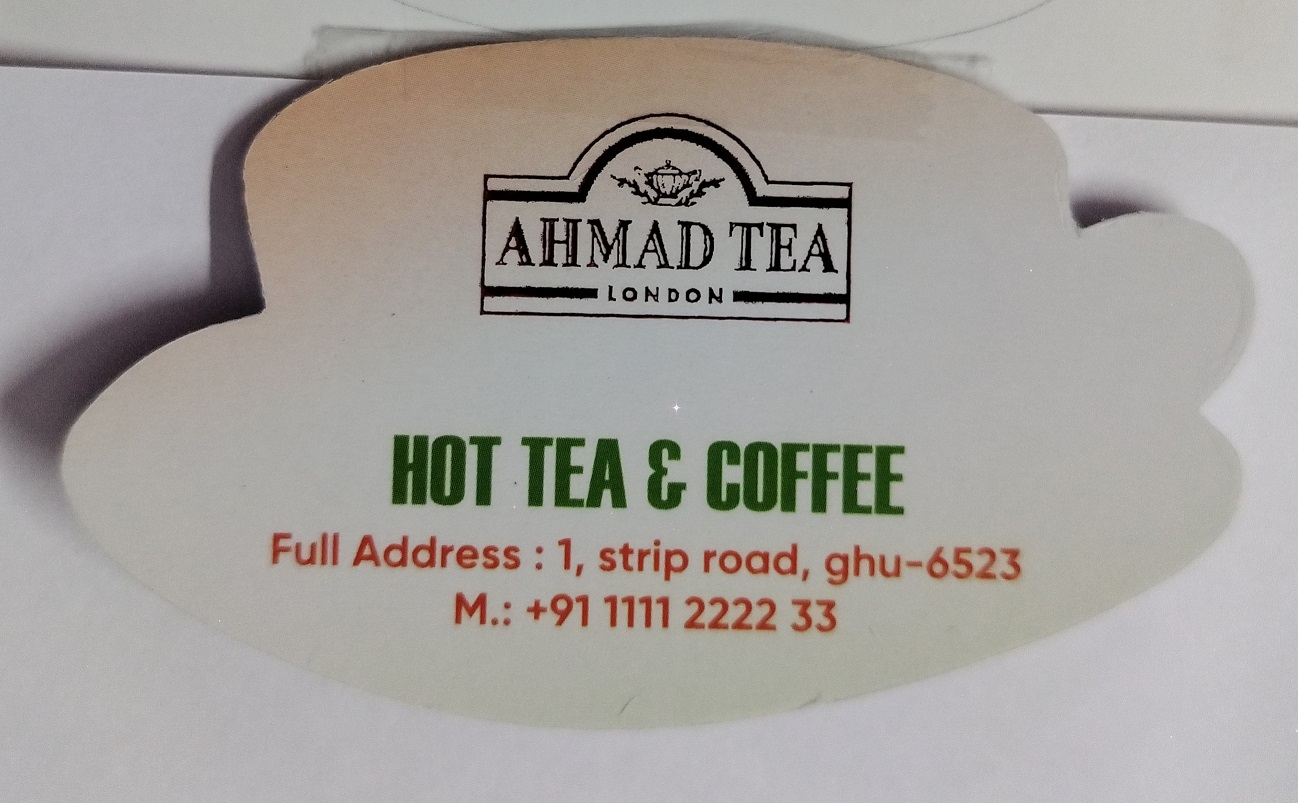 AHMAD TEA
LONDON
HOT TEA & COFFEE
Full Address : 1, strip road, ghu-6523
M.: +91 1111 2222 33